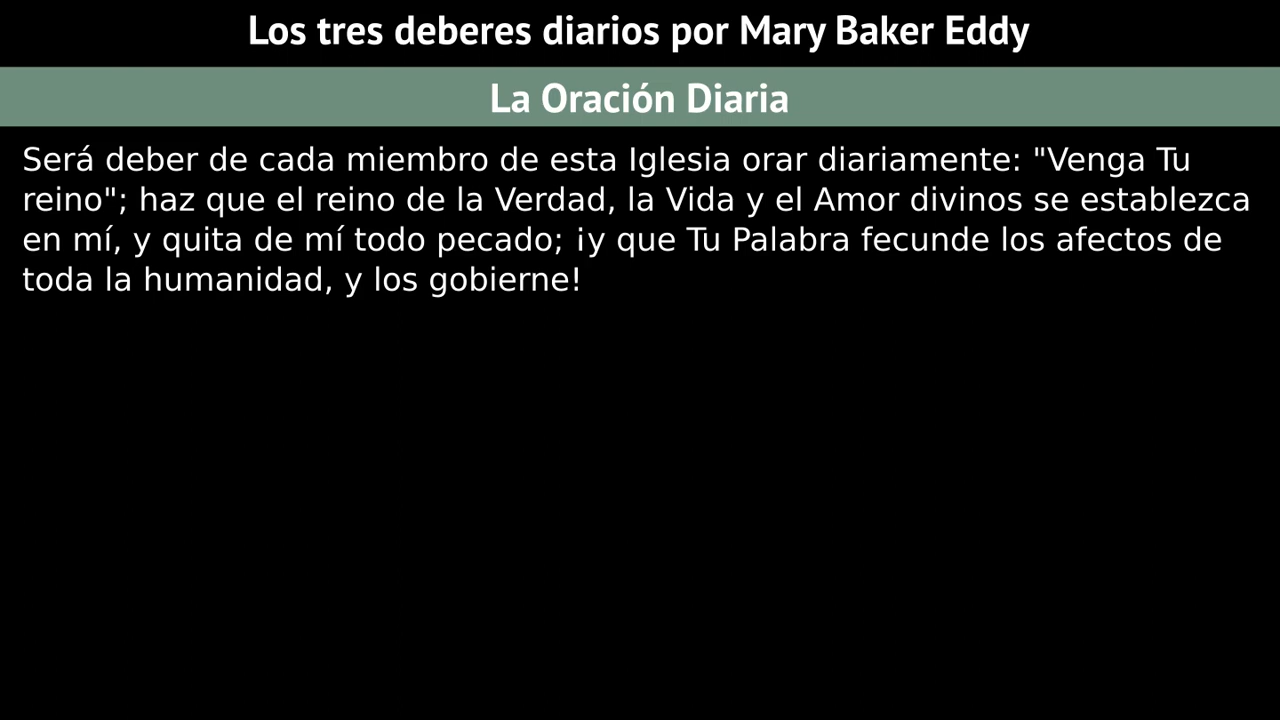 Los tres deberes diarios por Mary Baker Eddy
La Oración Diaria
Será deber de cada miembro de esta Iglesia orar diariamente: "Venga Tu
reino"; haz que el reino de la Verdad, la Vida y el Amor divinos se establezca
en mí, y quita de mí todo pecado; ¡y que Tu Palabra fecunde los afectos de
toda la humanidad, y los gobierne!